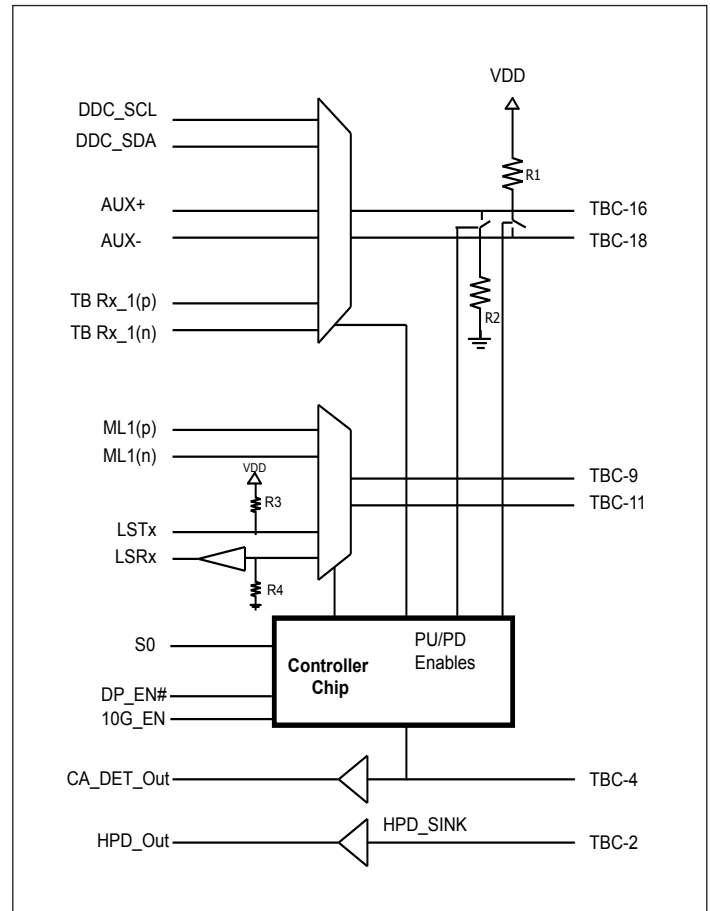 VDD
DDC_SCL
DDC_SDA
R1
AUX+
TBC-16
AUX-
TBC-18
TB Rx_1(p)
R2
TB Rx_1(n)
ML1(p)
ML1(n)
VDD
TBC-9
R3
TBC-11
LSTx
LSRx
R4
S0
PU/PD
Enables
Controller
Chip
DP_EN#
10G_EN
CA_DET_Out
TBC-4
HPD_SINK
HPD_Out
TBC-2